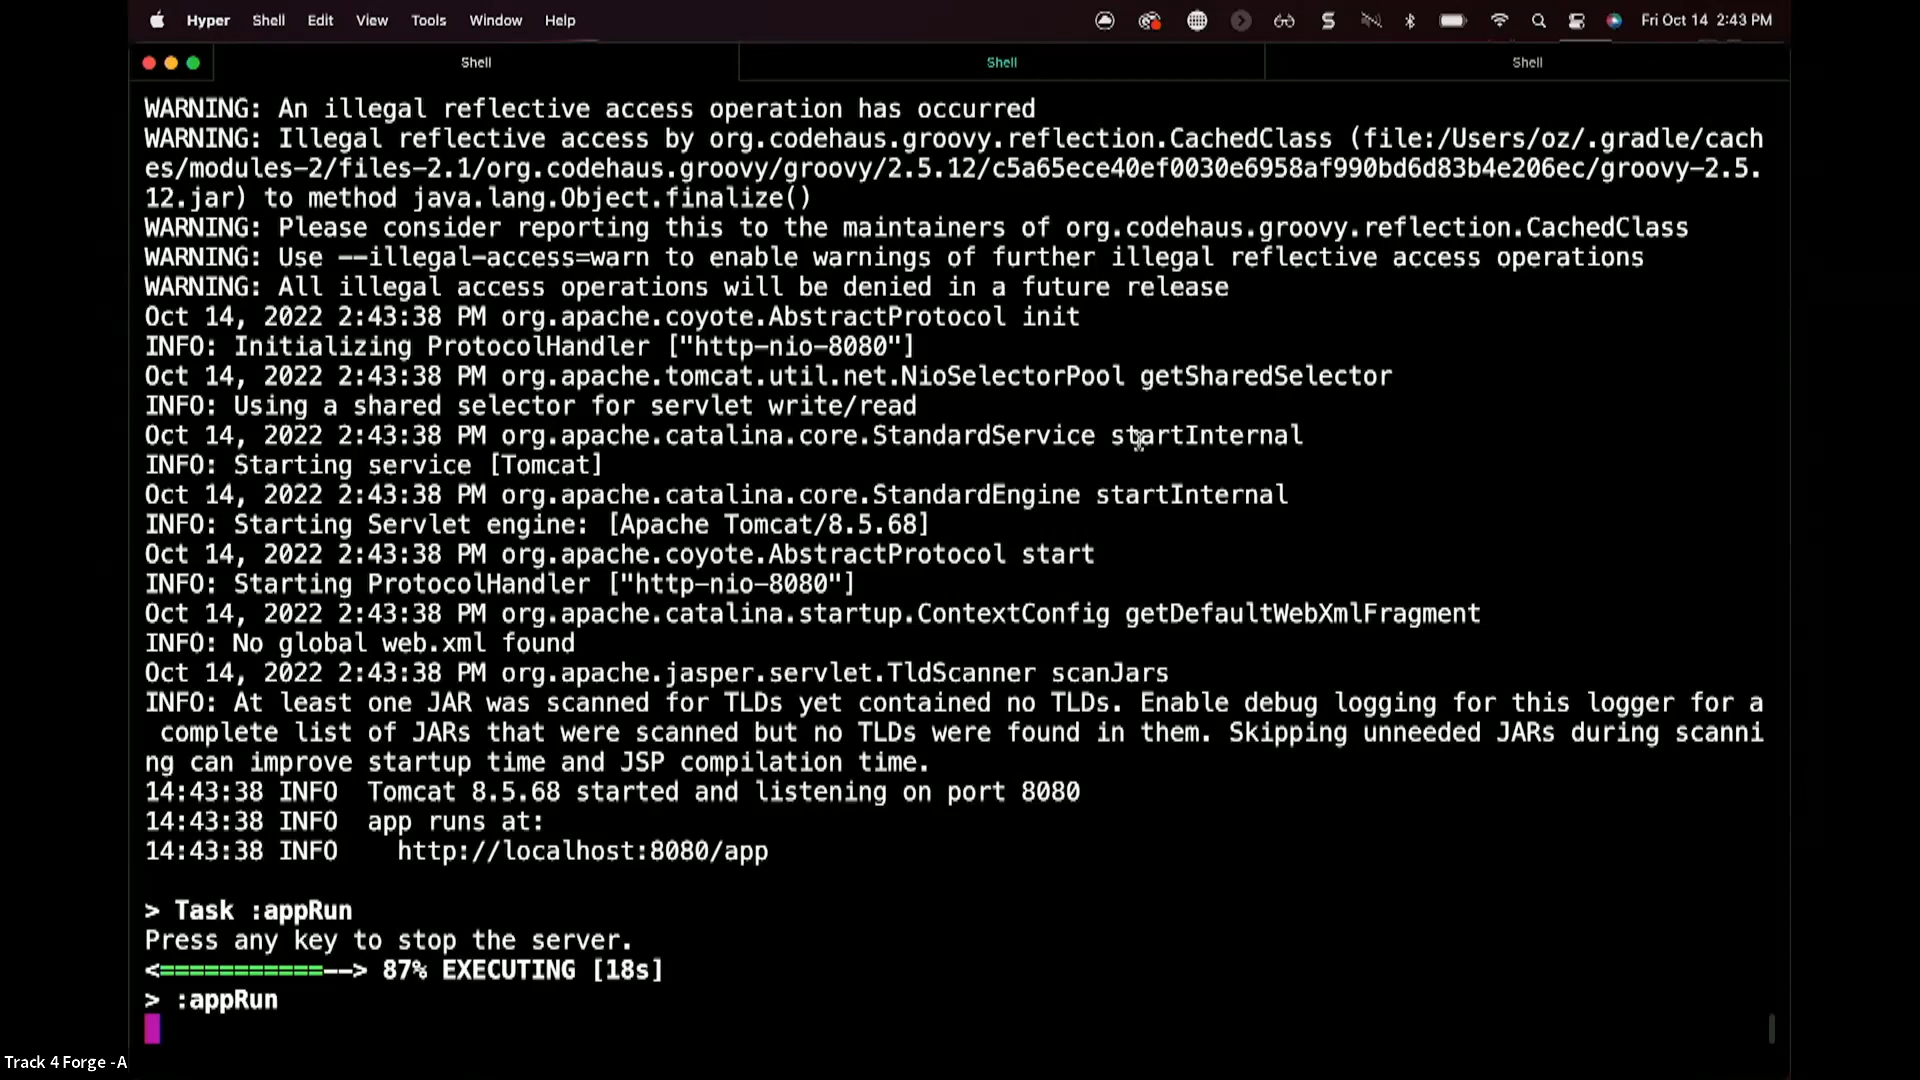 Hyper Shell Edit View Tools Window Help Fri Oct 14 2:43 PM
Shell Shell Shell
WARNING: An illegal reflective access operation has occurred
WARNING: Illegal reflective access by org.codehaus.groovy.reflection.CachedClass (file:/Users/oz/.gradle/cach
es/modules-2/files-2.1/org.codehaus.groovy/groovy/2.5.12/c5a65ece40ef0030e6958af990bd6d83b4e206ec/groovy-2.5.
12.jar) to method java.lang.Object.finalize()
WARNING: Please consider reporting this to the maintainers of org.codehaus.groovy.reflection.CachedClass
WARNING: Use --illegal-access=warn to enable warnings of further illegal reflective access operations
WARNING: All illegal access operations will be denied in a future release
Oct 14, 2022 2:43:38 PM org.apache.coyote.AbstractProtocol init
INFO: Initializing ProtocolHandler ["http-nio-8080"]
Oct 14, 2022 2:43:38 PM org.apache.tomcat.util.net.NioSelectorPool getSharedSelector
INFO: Using a shared selector for servlet write/read
Oct 14, 2022 2:43:38 PM org.apache.catalina.core.StandardService startInternal
INFO: Starting service [Tomcat]
Oct 14, 2022 2:43:38 PM org.apache.catalina.core.StandardEngine startInternal
INFO: Starting Servlet engine: [Apache Tomcat/8.5.68]
Oct 14, 2022 2:43:38 PM org.apache.coyote.AbstractProtocol start
INFO: Starting ProtocolHandler ["http-nio-8080"]
Oct 14, 2022 2:43:38 PM org.apache.catalina.startup.ContextConfig getDefaultWebXmlFragment
INFO: No global web.xml found
Oct 14, 2022 2:43:38 PM org.apache.jasper.servlet.TldScanner scanJars
INFO: At least one JAR was scanned for TLDs yet contained no TLDs. Enable debug logging for this logger for a
 complete list of JARs that were scanned but no TLDs were found in them. Skipping unneeded JARs during scanni
ng can improve startup time and JSP compilation time.
14:43:38 INFO  Tomcat 8.5.68 started and listening on port 8080
14:43:38 INFO  app runs at:
14:43:38 INFO    http://localhost:8080/app
> Task :appRun
Press any key to stop the server.
<===========--> 87% EXECUTING [18s]
> :appRun
Track 4 Forge -A